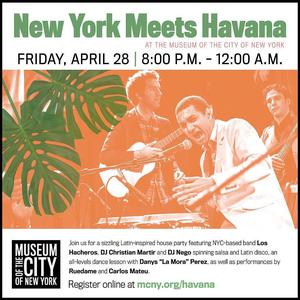 New York Meets Havana
AT THE MUSEUM OF THE CITY OF NEW YORK
FRIDAY, APRIL 28 | 8:00 P.M. - 12:00 A.M.
MUSEUM
OF
THE
CITY
OF NEW YORK
Join us for a sizzling Latin-inspired house party featuring NYC-based band Los
Hacheros, DJ Christian Martir and DJ Nego spinning salsa and Latin disco, an
all-levels dance lesson with Danys "La Mora" Perez, as well as performances by
Ruedame and Carlos Mateu.
Register online at mcny.org/havana